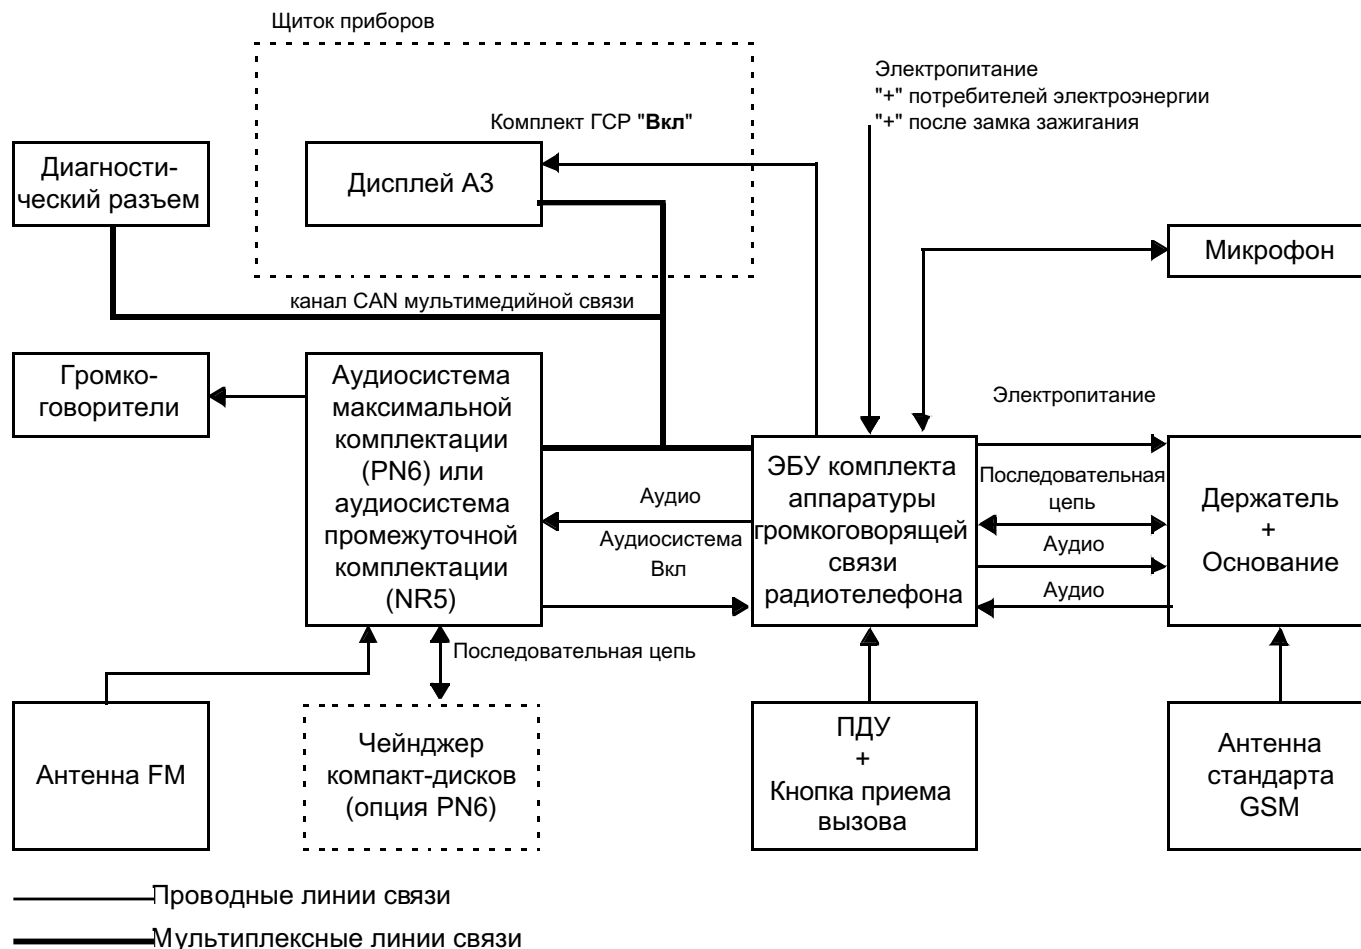 Щиток приборов
Электропитание
"+" потребителей электроэнергии
"+" после замка зажигания
Комплект ГСР "Вкл"
Диагности-
ческий разъем
Дисплей А3
Микрофон
канал CAN мультимедийной связи
Громко-
говорители
Аудиосистема
максимальной
комплектации
(PN6) или
аудиосистема
промежуточной
комплектации
(NR5)
Аудио
Аудиосистема
Вкл
ЭБУ комплекта
аппаратуры
громкоговорящей
связи
радиотелефона
Электропитание
Последовательная
цепь
Аудио
Аудио
Держатель
+
Основание
Последовательная цепь
Антенна FM
Чейнджер
компакт-дисков
(опция PN6)
ПДУ
+
Кнопка приема
вызова
Антенна
стандарта
GSM
Проводные линии связи
Мультиплексные линии связи